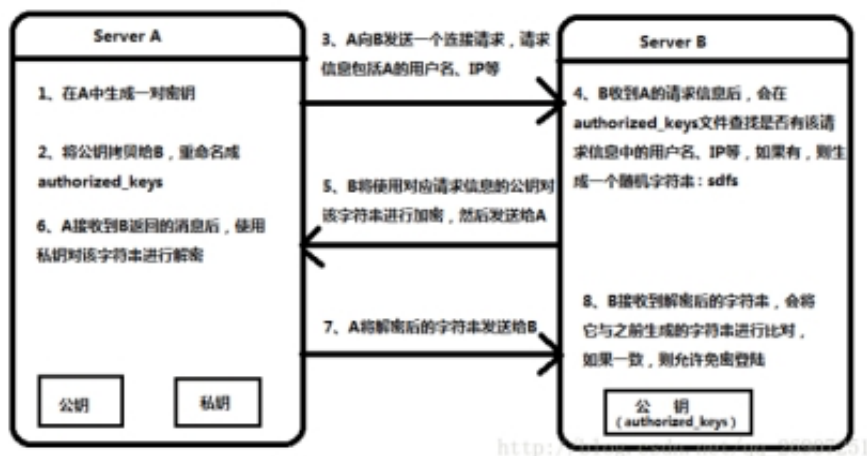 Server A
1、在A中生成一对密钥
2、将公钥拷贝给B，重命名成
authorized_keys
6、A接收到B返回的消息后，使用
私钥对该字符串进行解密
公钥
私钥
3、A向B发送一个连接请求，请求
信息包括A的用户名、IP等
5、B将使用对应请求信息的公钥对
该字符串进行加密，然后发送给A
7、A将解密后的字符串发送给B
Server B
4、B收到A的请求信息后，会在
authorized_keys文件查找是否有该请
求信息中的用户名、IP等，如果有，则生
成一个随机字符串：sdfs
8、B接收到解密后的字符串，会将
它与之前生成的字符串进行比对，
如果一致，则允许免密登陆
公 钥
（authorized_keys）